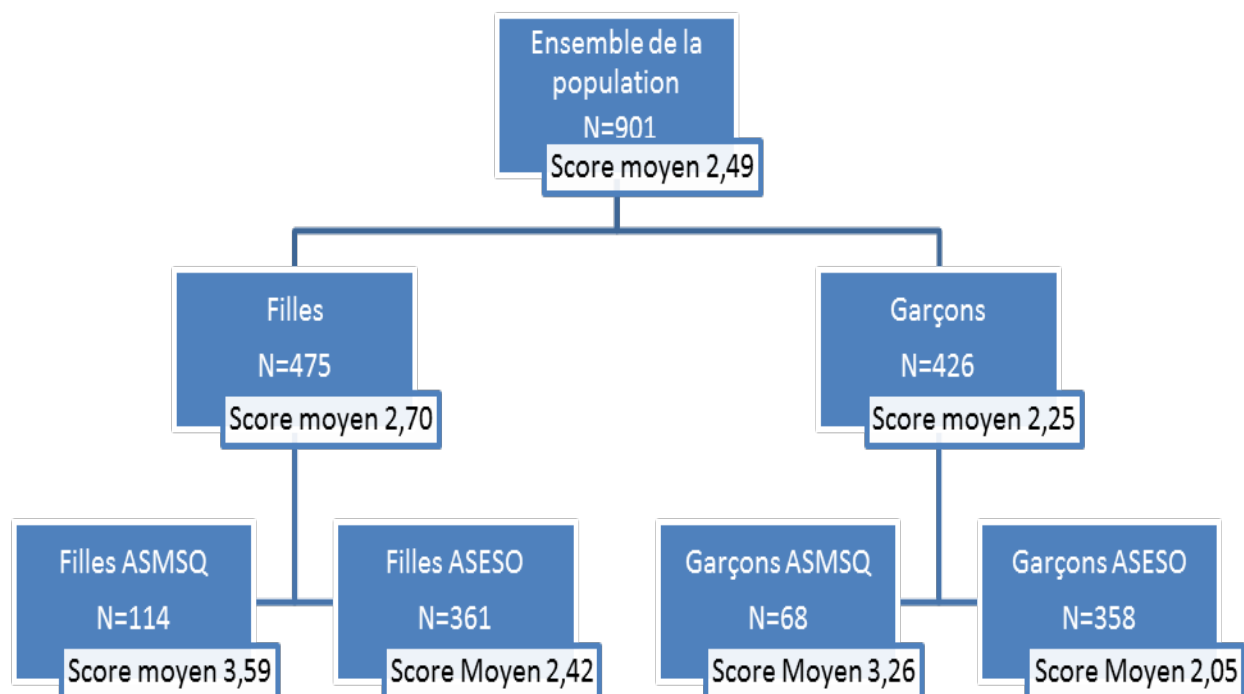 Ensemble de la
population
N=901
Score moyen 2,49
Filles
N=475
Score moyen 2,70
Garçons
N=426
Score moyen 2,25
Filles ASMSQ
N=114
Score moyen 3,59
Filles ASESO
N=361
Score Moyen 2,42
Garçons ASMSQ
N=68
Score Moyen 3,26
Garçons ASESO
N=358
Score Moyen 2,05